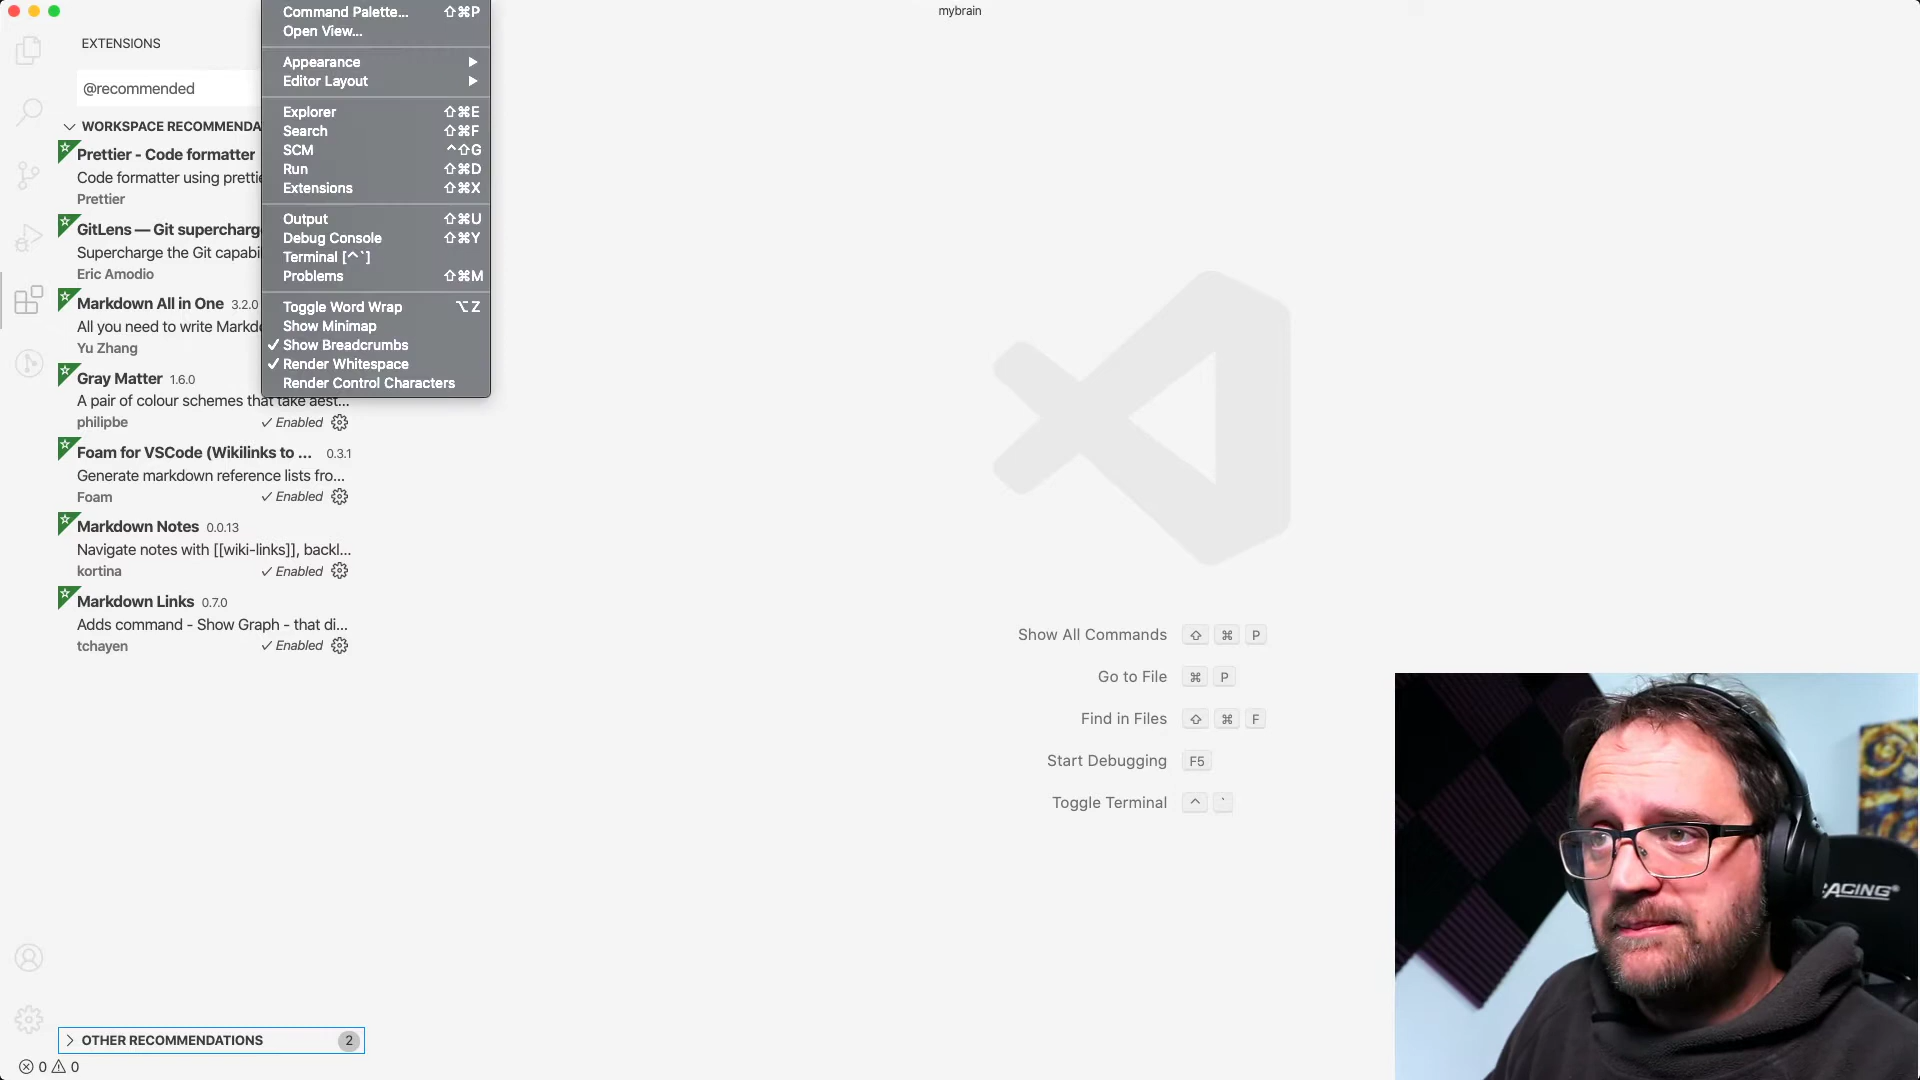 mybrain
Command Palette... ⇧⌘P
Open View...
Appearance
Editor Layout
Explorer ⇧⌘E
Search ⇧⌘F
SCM ^⇧G
Run ⇧⌘D
Extensions ⇧⌘X
Output ⇧⌘U
Debug Console ⇧⌘Y
Terminal [^`]
Problems ⇧⌘M
Toggle Word Wrap ⌥Z
Show Minimap
✓ Show Breadcrumbs
✓ Render Whitespace
Render Control Characters
EXTENSIONS
@recommended
WORKSPACE RECOMMENDA
Prettier - Code formatter
Code formatter using prettie
Prettier
GitLens — Git supercharg
Supercharge the Git capabi
Eric Amodio
Markdown All in One 3.2.0
All you need to write Markdo
Yu Zhang
Gray Matter 1.6.0
A pair of colour schemes that take aest...
philipbe ✓ Enabled
Foam for VSCode (Wikilinks to ... 0.3.1
Generate markdown reference lists fro...
Foam ✓ Enabled
Markdown Notes 0.0.13
Navigate notes with [[wiki-links]], backl...
kortina ✓ Enabled
Markdown Links 0.7.0
Adds command - Show Graph - that di...
tchayen ✓ Enabled
OTHER RECOMMENDATIONS 2
0 0
Show All Commands ⇧ ⌘ P
Go to File ⌘ P
Find in Files ⇧ ⌘ F
Start Debugging F5
Toggle Terminal ^ `
RACING